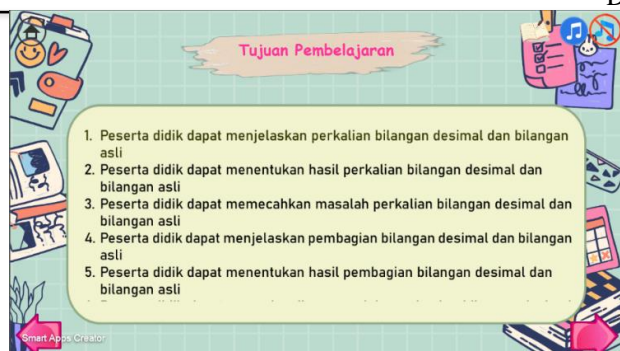 Tujuan Pembelajaran
1. Peserta didik dapat menjelaskan perkalian bilangan desimal dan bilangan
asli
2. Peserta didik dapat menentukan hasil perkalian bilangan desimal dan
bilangan asli
3. Peserta didik dapat memecahkan masalah perkalian bilangan desimal dan
bilangan asli
4. Peserta didik dapat menjelaskan pembagian bilangan desimal dan bilangan
asli
5. Peserta didik dapat menentukan hasil pembagian bilangan desimal dan
bilangan asli
Smart Apps Creator